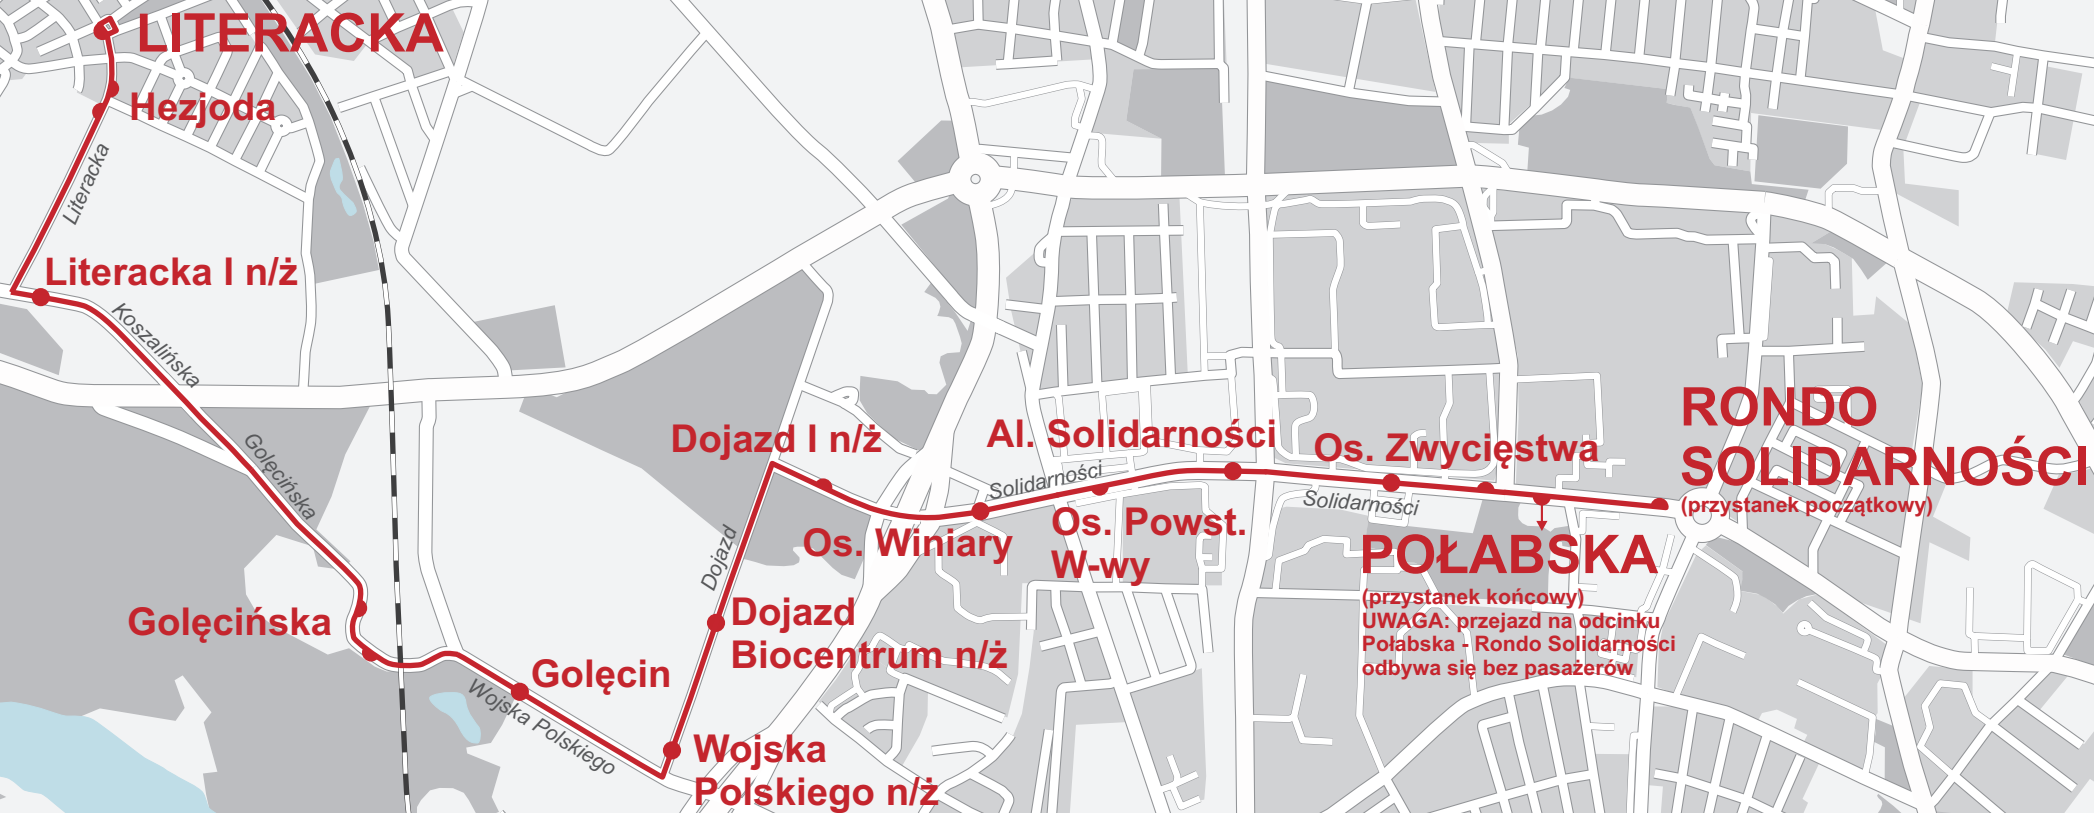 LITERACKA
Hezjoda
Literacka
Literacka I n/ż
Koszalińska
Golęcińska
Golęcińska
Golęcin
Wojska Polskiego
Wojska
Polskiego n/ż
Dojazd
Biocentrum n/ż
Dojazd
Dojazd I n/ż
Os. Winiary
Solidarności
Os. Powst.
W-wy
Al. Solidarności
Os. Zwycięstwa
Solidarności
POŁABSKA
(przystanek końcowy)
UWAGA: przejazd na odcinku
Połabska - Rondo Solidarności
odbywa się bez pasażerów
RONDO
SOLIDARNOŚCI
(przystanek początkowy)